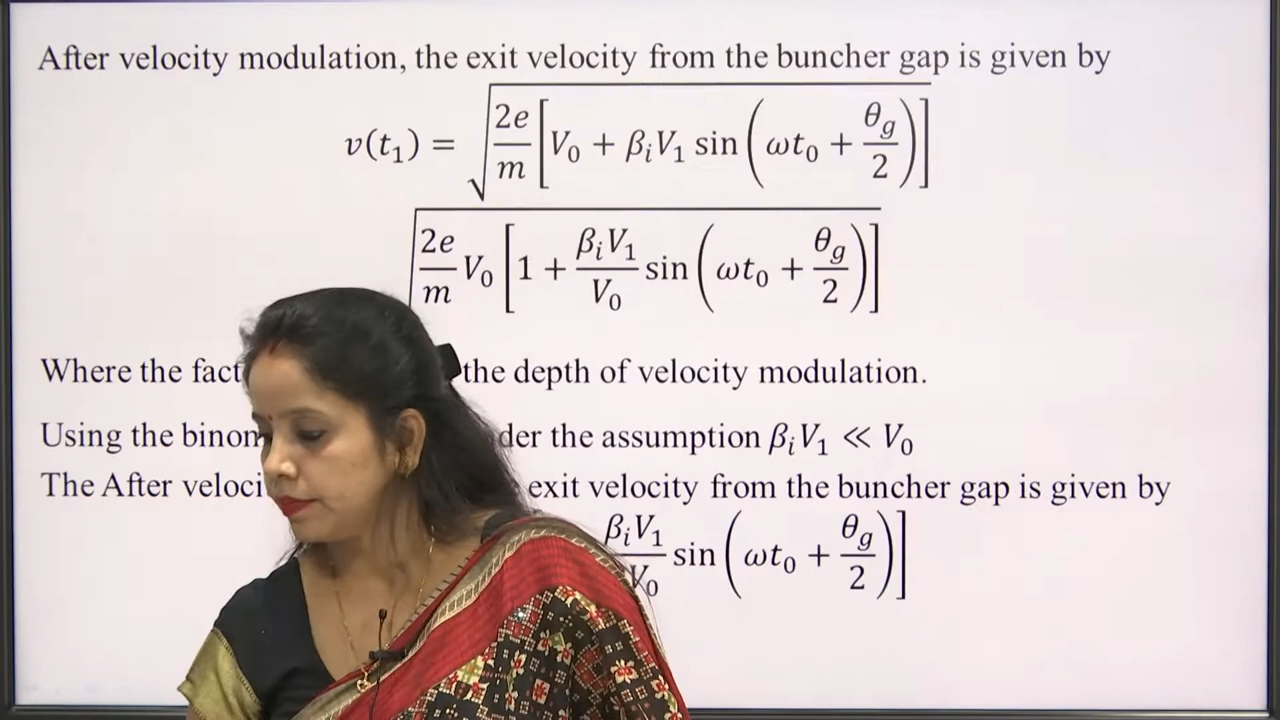 After velocity modulation, the exit velocity from the buncher gap is given by
v(t₁) = √(2e/m [V₀ + βᵢV₁ sin(ωt₀ + θg/2)])
√(2e/m V₀ [1 + βᵢV₁/V₀ sin(ωt₀ + θg/2)])
Where the fact the depth of velocity modulation.
Using the binom der the assumption βᵢV₁ ≪ V₀
The After veloci exit velocity from the buncher gap is given by
βᵢV₁/V₀ sin(ωt₀ + θg/2)]